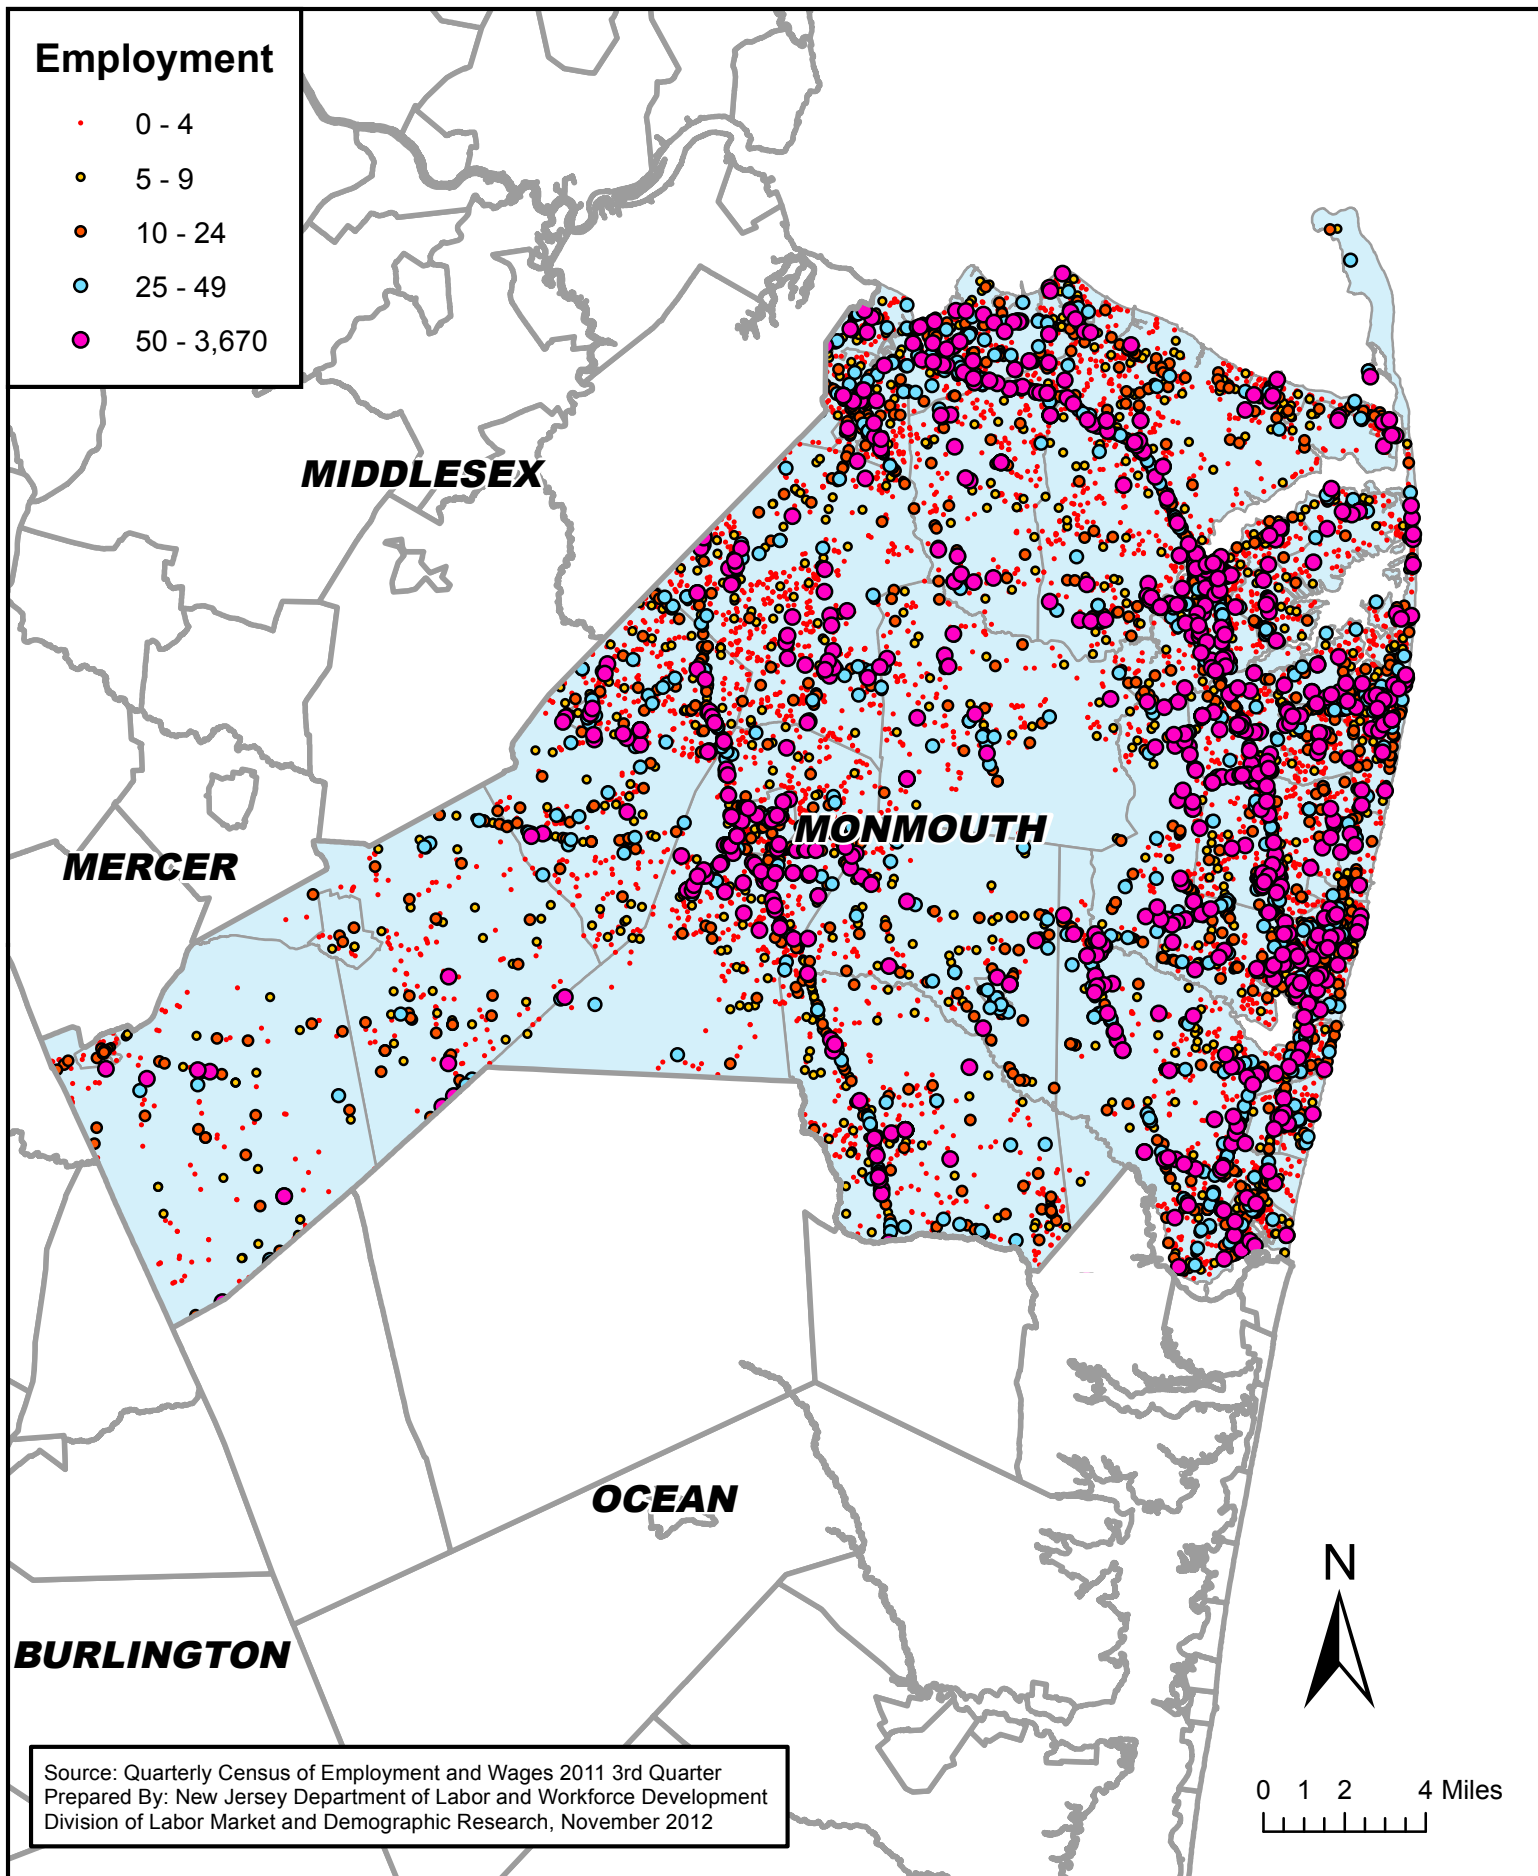 Employment
0 - 4
5 - 9
10 - 24
25 - 49
50 - 3,670
MIDDLESEX
MONMOUTH
MERCER
OCEAN
N
BURLINGTON
Source: Quarterly Census of Employment and Wages 2011 3rd Quarter
Prepared By: New Jersey Department of Labor and Workforce Development
Division of Labor Market and Demographic Research, November 2012
0 1 2 4 Miles